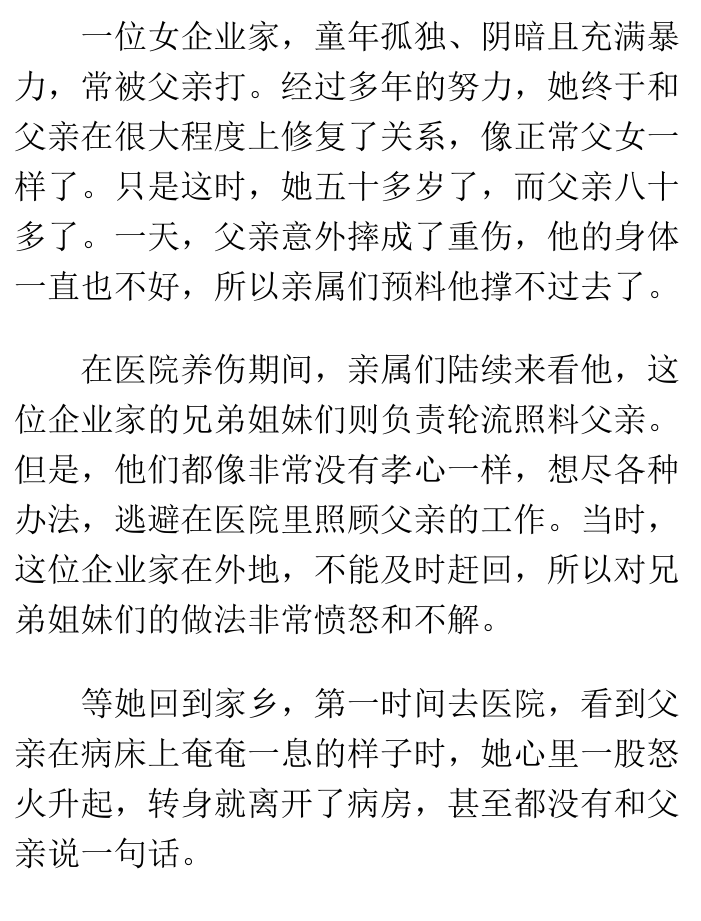 一位女企业家，童年孤独、阴暗且充满暴
力，常被父亲打。经过多年的努力，她终于和
父亲在很大程度上修复了关系，像正常父女一
样了。只是这时，她五十多岁了，而父亲八十
多了。一天，父亲意外摔成了重伤，他的身体
一直也不好，所以亲属们预料他撑不过去了。
在医院养伤期间，亲属们陆续来看他，这
位企业家的兄弟姐妹们则负责轮流照料父亲。
但是，他们都像非常没有孝心一样，想尽各种
办法，逃避在医院里照顾父亲的工作。当时，
这位企业家在外地，不能及时赶回，所以对兄
弟姐妹们的做法非常愤怒和不解。
等她回到家乡，第一时间去医院，看到父
亲在病床上奄奄一息的样子时，她心里一股怒
火升起，转身就离开了病房，甚至都没有和父
亲说一句话。